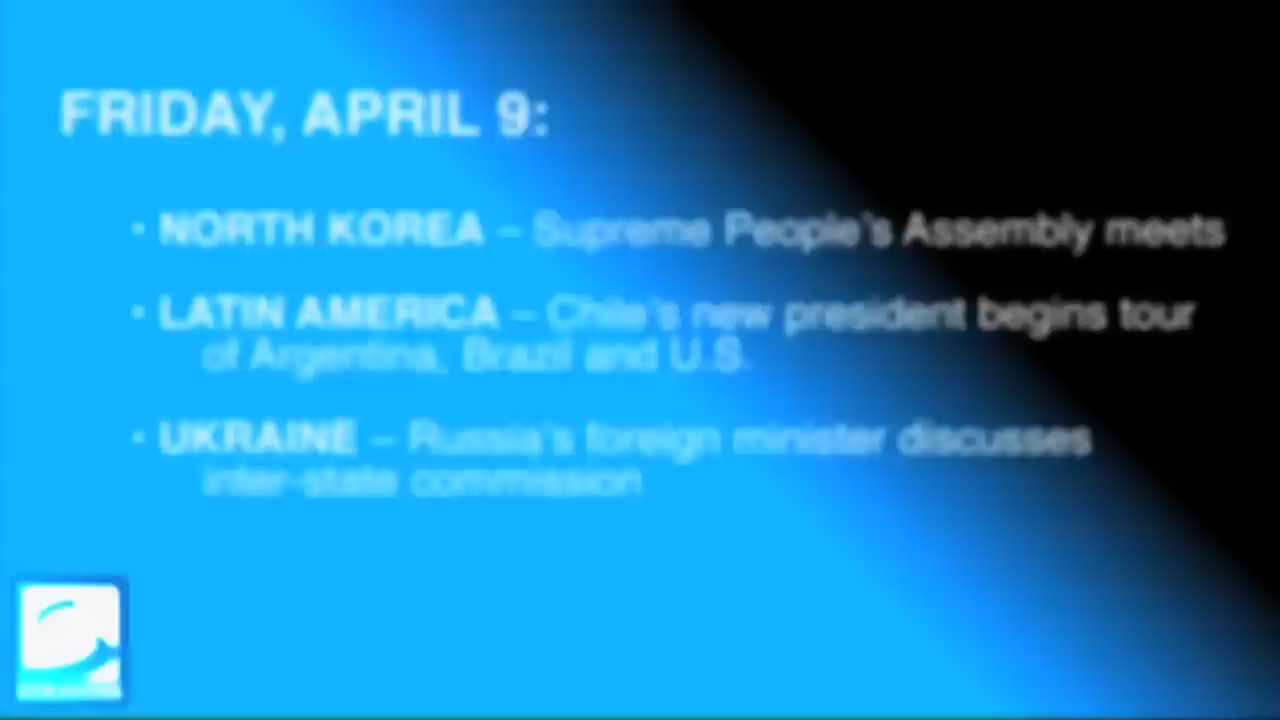 FRIDAY, APRIL 9:
· NORTH KOREA – Supreme People's Assembly meets
· LATIN AMERICA – Chile's new president begins tour
of Argentina, Brazil and U.S.
· UKRAINE – Russia's foreign minister discusses
inter-state commission